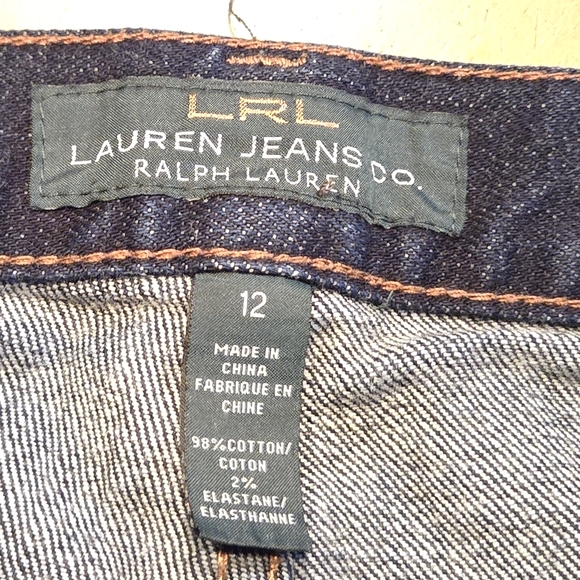 LRL
LAUREN JEANS CO.
RALPH LAUREN
12
MADE IN
CHINA
FABRIQUE EN
CHINE
98%COTTON/
COTON
2%
ELASTANE/
ELASTHANNE